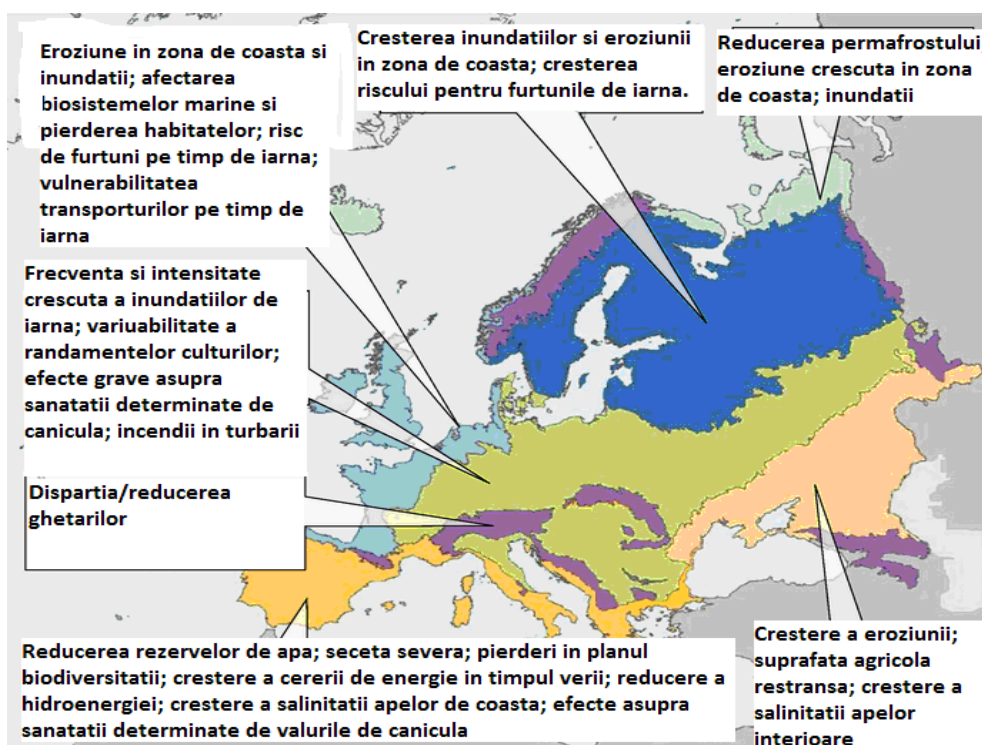 Eroziune in zona de coasta si
inundatii; afectarea
biosistemelor marine si
pierderea habitatelor; risc
de furtuni pe timp de iarna;
vulnerabilitatea
transporturilor pe timp de
iarna
Cresterea inundatiilor si eroziunii
in zona de coasta; cresterea
riscului pentru furtunile de iarna.
Reducerea permafrostului
eroziune crescuta in zona
de coasta; inundatii
Frecventa si intensitate
crescuta a inundatiilor de
iarna; variuabilitate a
randamentelor culturilor;
efecte grave asupra
sanatatii determinate de
canicula; incendii in turbarii
Dispartia/reducerea
ghetarilor
Reducerea rezervelor de apa; seceta severa; pierderi in planul
biodiversitatii; crestere a cererii de energie in timpul verii; reducere a
hidroenergiei; crestere a salinitatii apelor de coasta; efecte asupra
sanatatii determinate de valurile de canicula
Crestere a eroziunii;
suprafata agricola
restransa; crestere a
salinitatii apelor
interioare